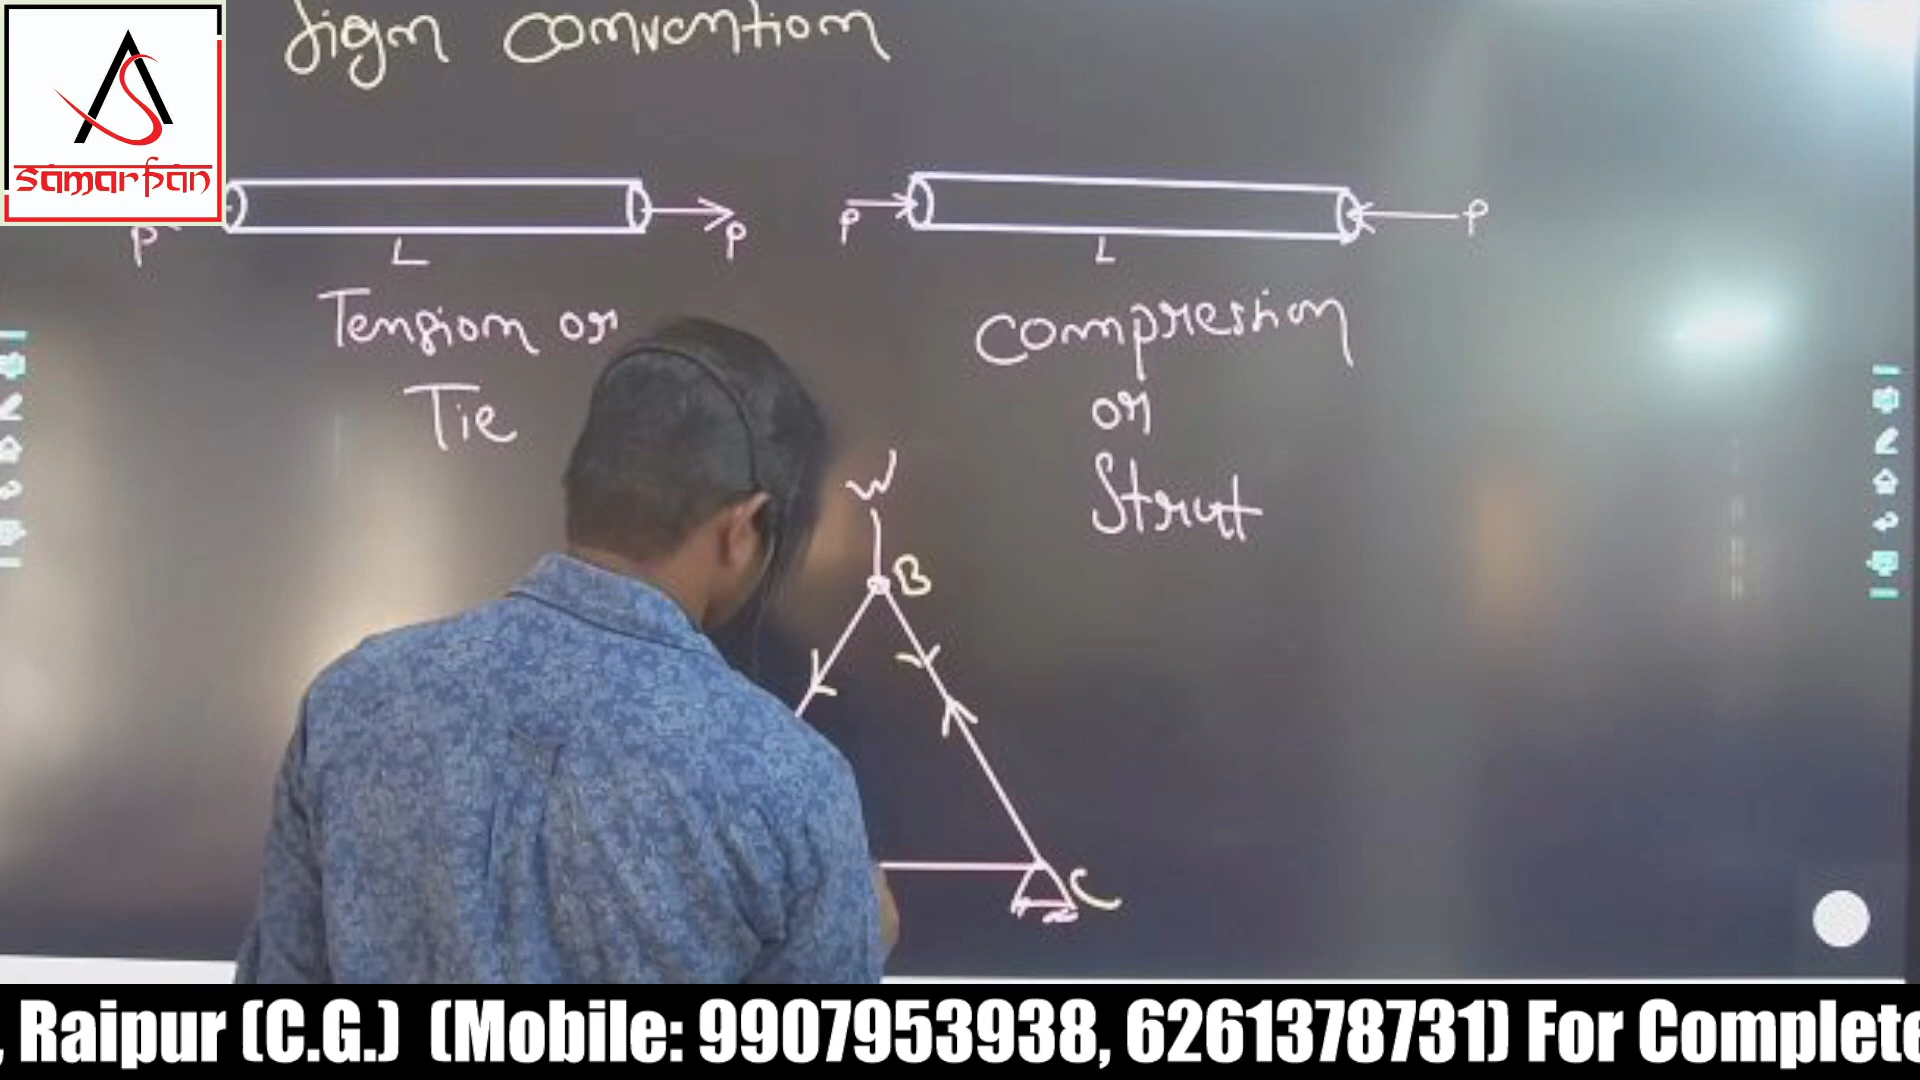 Sign convention
SAMARPAN
P
L
P
P
L
P
Tension or
Tie
Compression
or
Strut
W
B
C
, Raipur (C.G.) (Mobile: 9907953938, 6261378731) For Complete